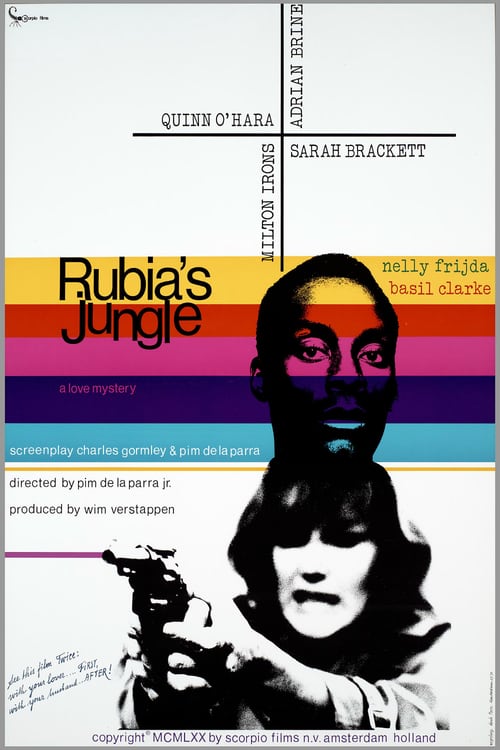 scorpio films
ADRIAN BRINE
QUINN O'HARA
SARAH BRACKETT
MILTON IRONS
Rubia's
Jungle
nelly frijda
basil clarke
a love mystery
screenplay charles gormley & pim de la parra
directed by pim de la parra jr.
produced by wim verstappen
See this film Twice:
with your lover... FIRST,
with your husband...AFTER!
copyright© MCMLXX by scorpio films n.v. amsterdam holland